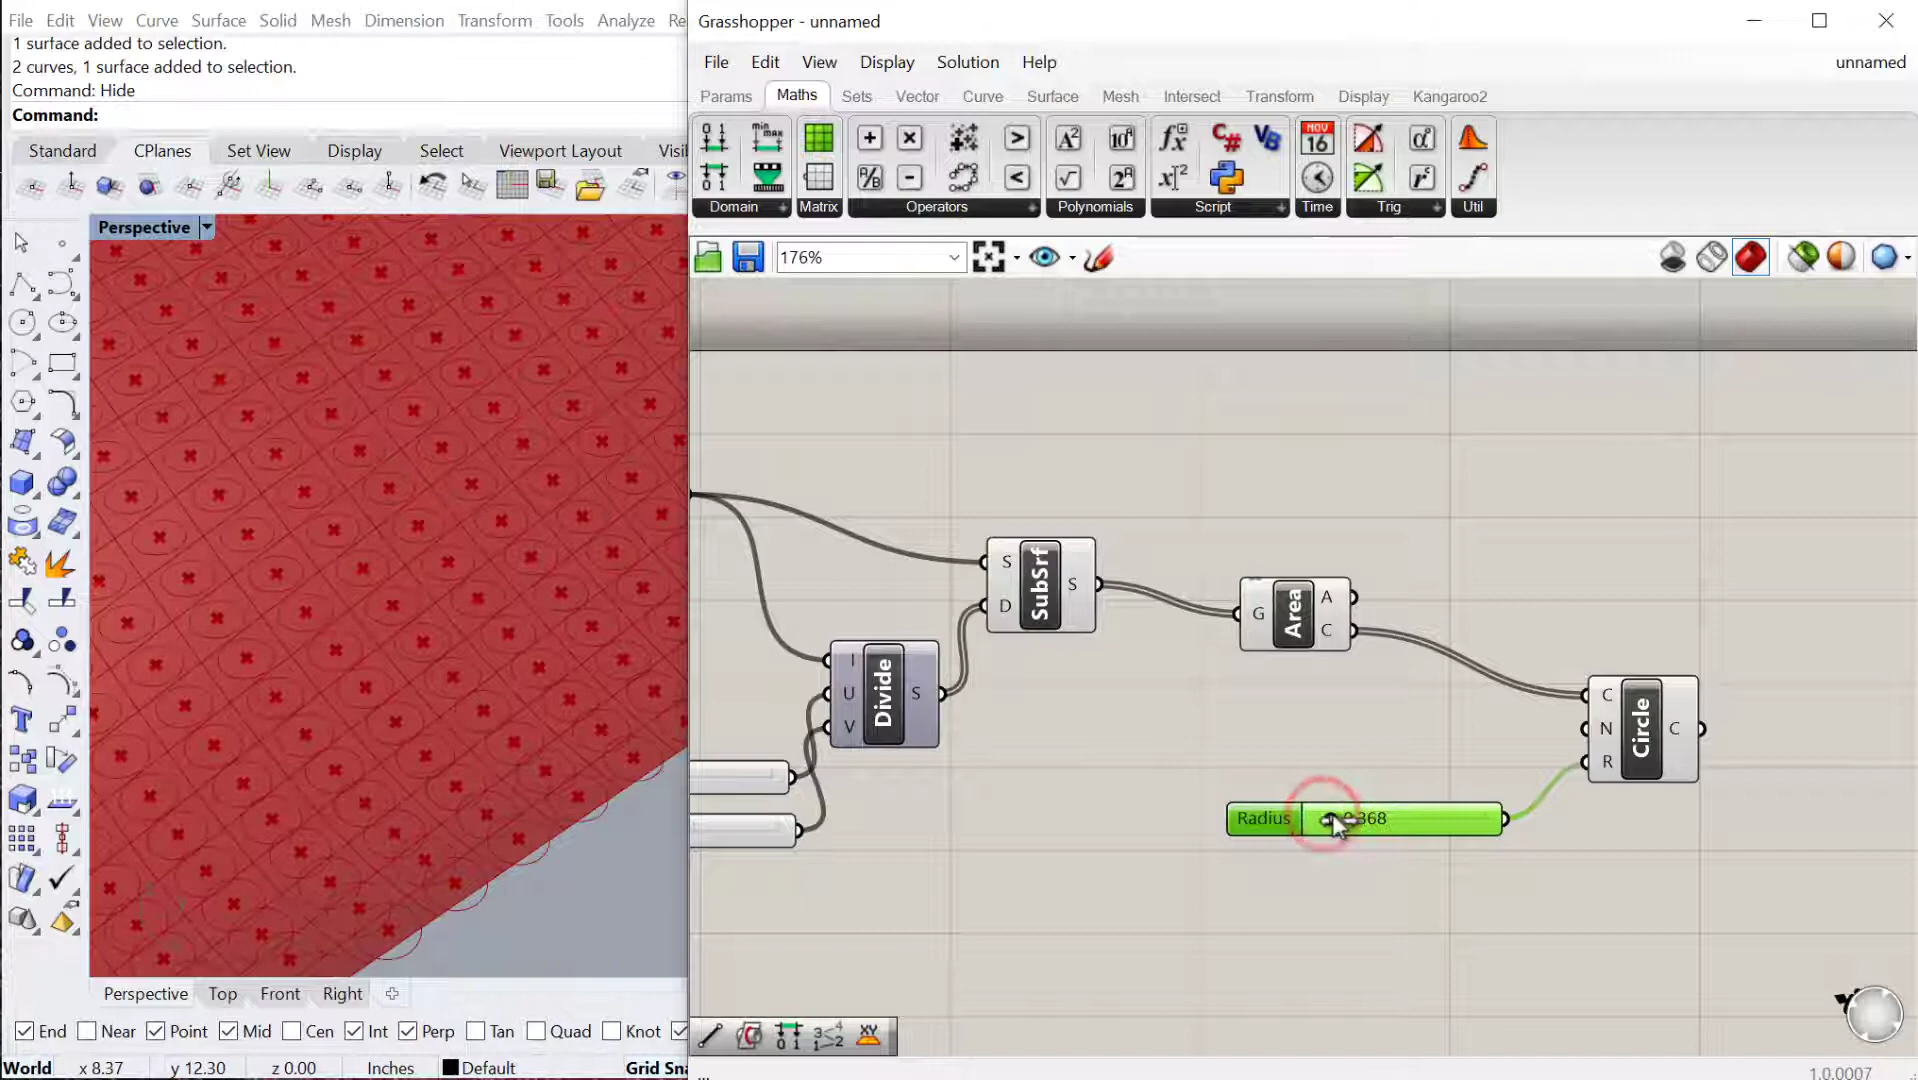 File Edit View Curve Surface Solid Mesh Dimension Transform Tools Analyze Re
1 surface added to selection.
2 curves, 1 surface added to selection.
Command: Hide
Command:
Standard CPlanes Set View Display Select Viewport Layout Visi
Perspective
Perspective Top Front Right
End Near Point Mid Cen Int Perp Tan Quad Knot
World x 8.37 y 12.30 z 0.00 Inches Default Grid Sna
Grasshopper - unnamed
File Edit View Display Solution Help unnamed
Params Maths Sets Vector Curve Surface Mesh Intersect Transform Display Kangaroo2
Domain Matrix Operators Polynomials Script Time Trig Util
176%
S
D
SubSrf
S
I
U
V
Divide
S
G
Area
A
C
C
N
R
Circle
C
Radius
1.0.0007